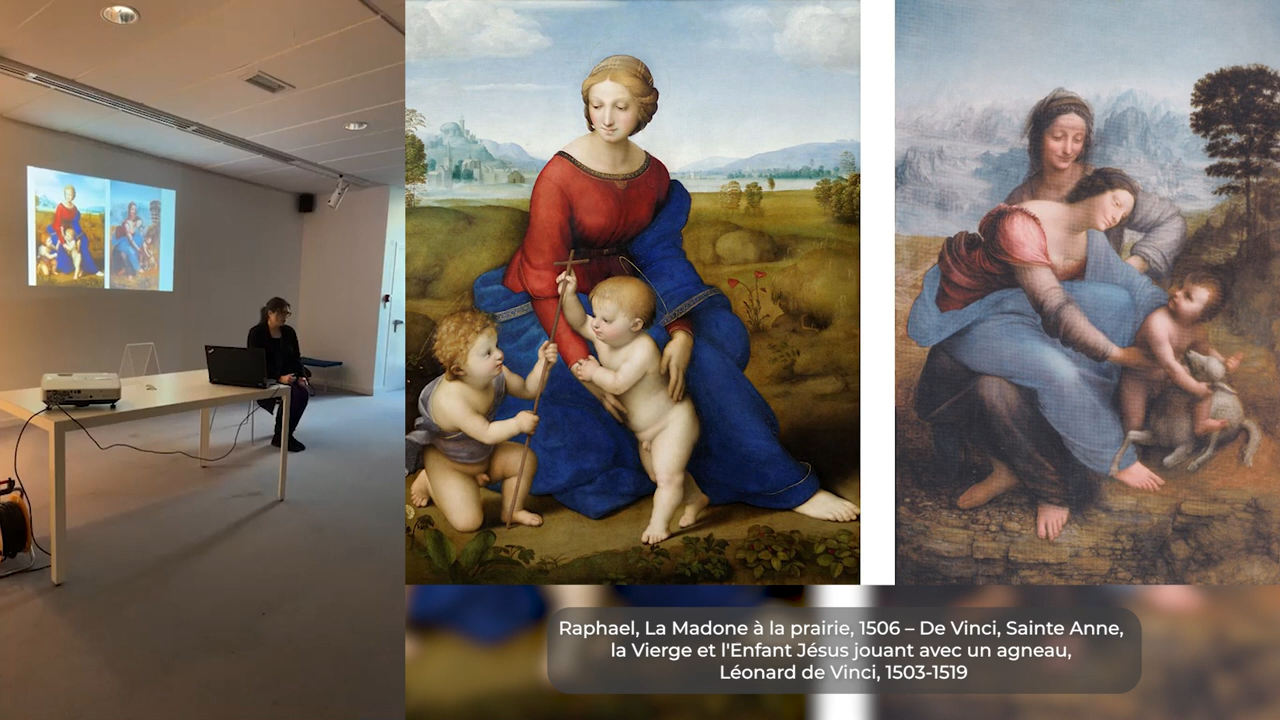 Raphael, La Madone à la prairie, 1506 – De Vinci, Sainte Anne,
la Vierge et l'Enfant Jésus jouant avec un agneau,
Léonard de Vinci, 1503-1519